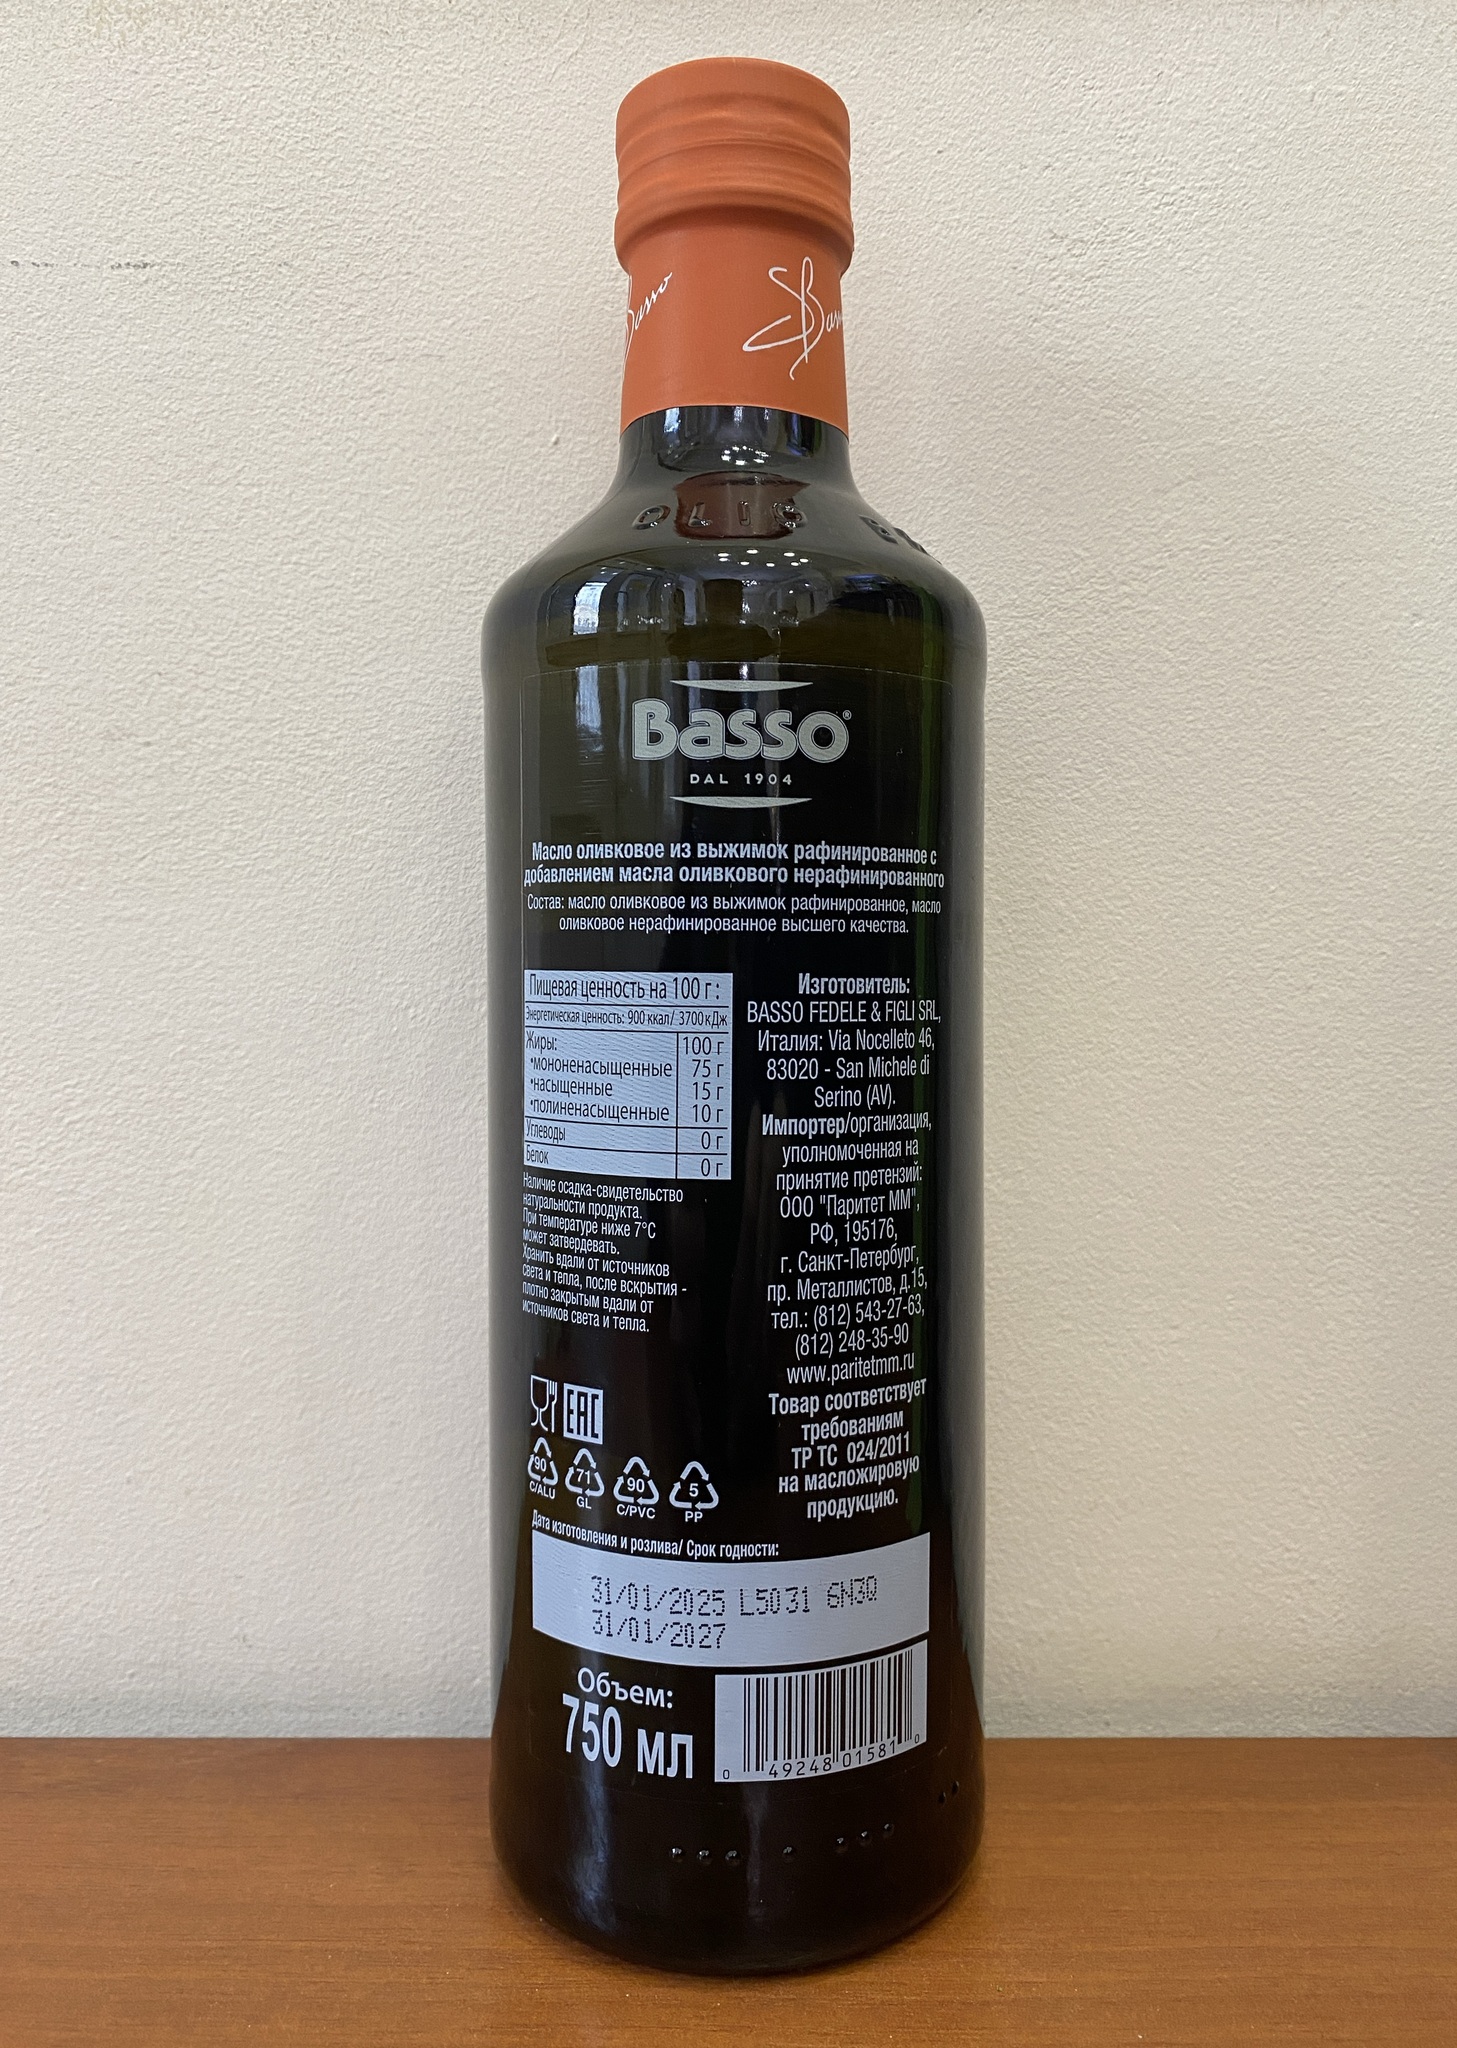 Basso
Bas
OLIO
Basso®
DAL 1904
Масло оливковое из выжимок рафинированное с
добавлением масла оливкового нерафинированного
Состав: масло оливковое из выжимок рафинированное, масло
оливковое нерафинированное высшего качества.
Пищевая ценность на 100 г :
Энергетическая ценность: 900 ккал/ 3700 кДж
Жиры: 100 г
•мононенасыщенные 75 г
•насыщенные 15 г
•полиненасыщенные 10 г
Углеводы 0 г
Белок 0 г
Наличие осадка-свидетельство
натуральности продукта.
При температуре ниже 7°C
может затвердевать.
Хранить вдали от источников
света и тепла, после вскрытия -
плотно закрытым вдали от
источников света и тепла.
Изготовитель:
BASSO FEDELE & FIGLI SRL,
Италия: Via Nocelleto 46,
83020 - San Michele di
Serino (AV).
Импортер/организация,
уполномоченная на
принятие претензий:
ООО "Паритет ММ",
РФ, 195176,
г. Санкт-Петербург,
пр. Металлистов, д.15,
тел.: (812) 543-27-63,
(812) 248-35-90
www.paritetmm.ru
Товар соответствует
требованиям
ТР ТС 024/2011
на масложировую
продукцию.
EAC
90 71 90 5
C/ALU GL C/PVC PP
Дата изготовления и розлива/ Срок годности:
31/01/2025 L5031 6N3Q
31/01/2027
Объем:
750 мл
0 49248 01581 0